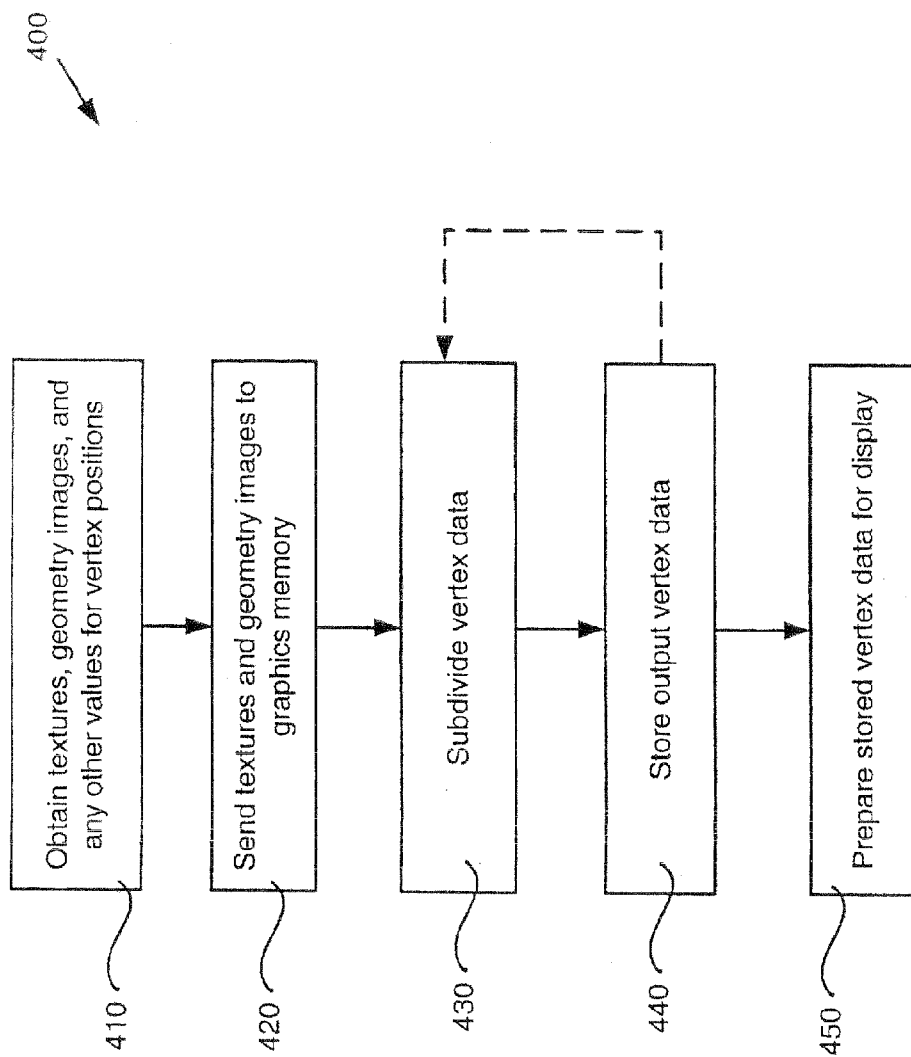 400
410
Obtain textures, geometry images, and
any other values for vertex positions
420
Send textures and geometry images to
graphics memory
430
Subdivide vertex data
440
Store output vertex data
450
Prepare stored vertex data for display